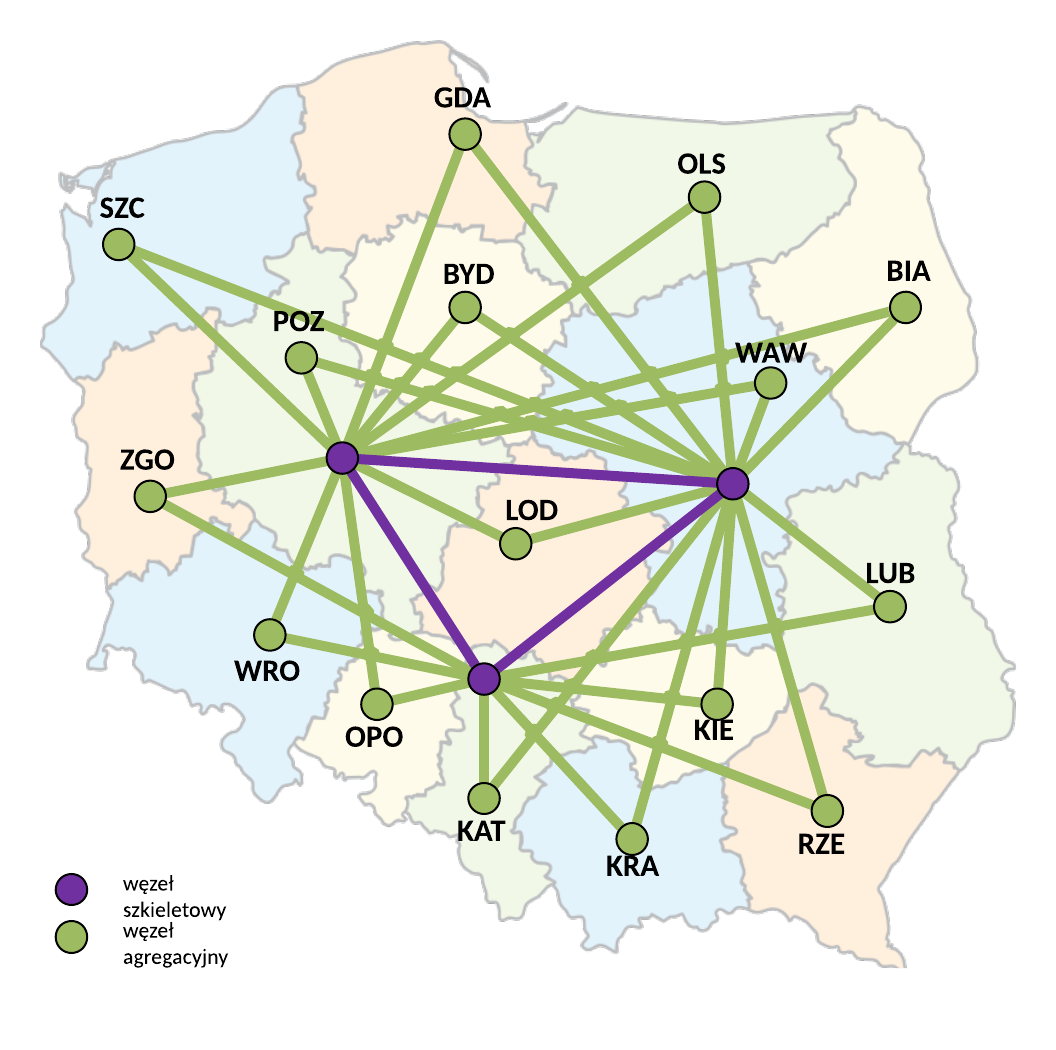 GDA
OLS
SZC
BIA
BYD
POZ
WAW
ZGO
LOD
LUB
WRO
OPO
KIE
KAT
RZE
KRA
węzeł
szkieletowy
węzeł
agregacyjny